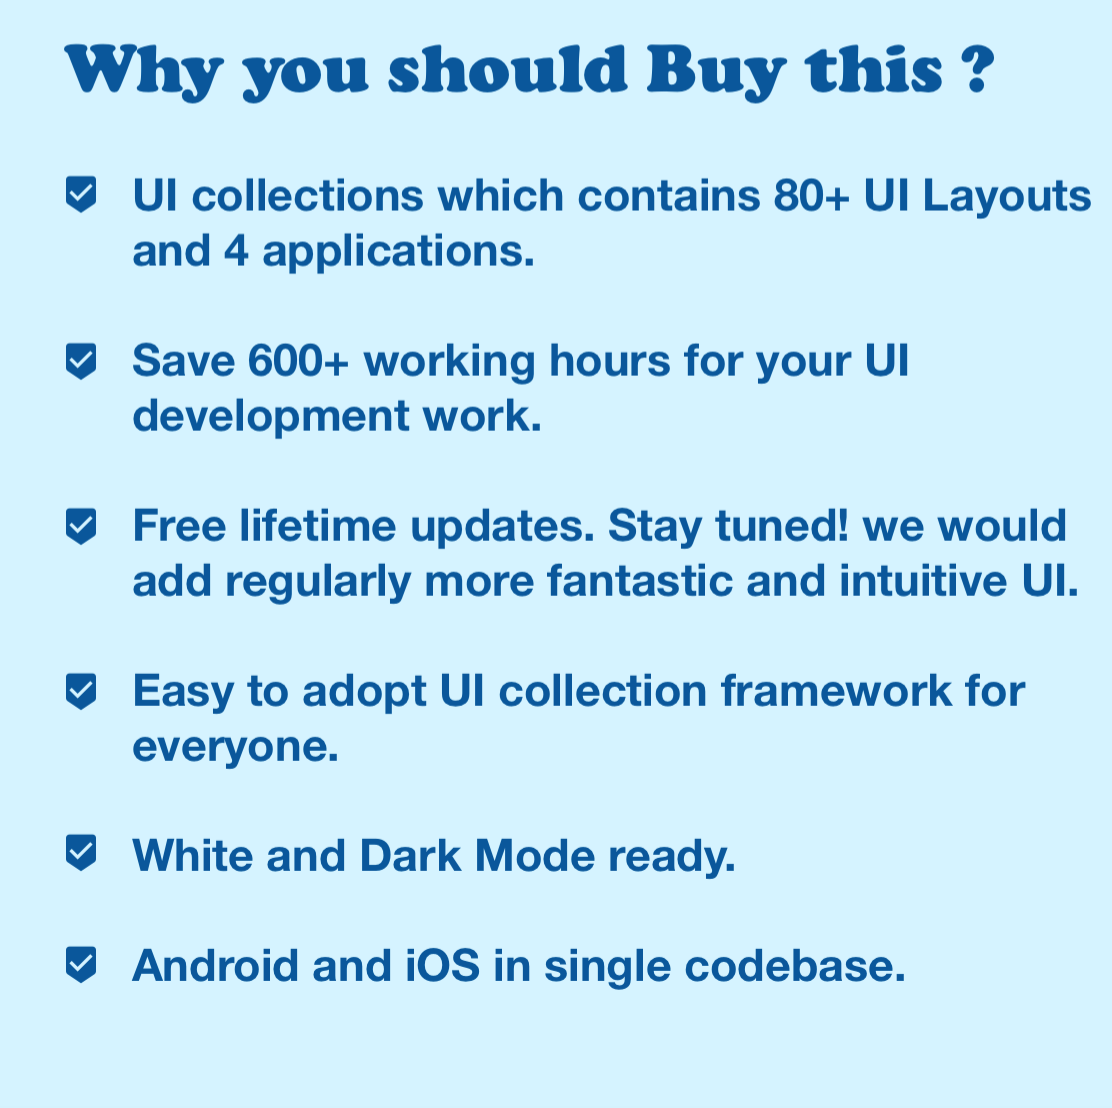 Why you should Buy this ?
UI collections which contains 80+ UI Layouts
and 4 applications.
Save 600+ working hours for your UI
development work.
Free lifetime updates. Stay tuned! we would
add regularly more fantastic and intuitive UI.
Easy to adopt UI collection framework for
everyone.
White and Dark Mode ready.
Android and iOS in single codebase.